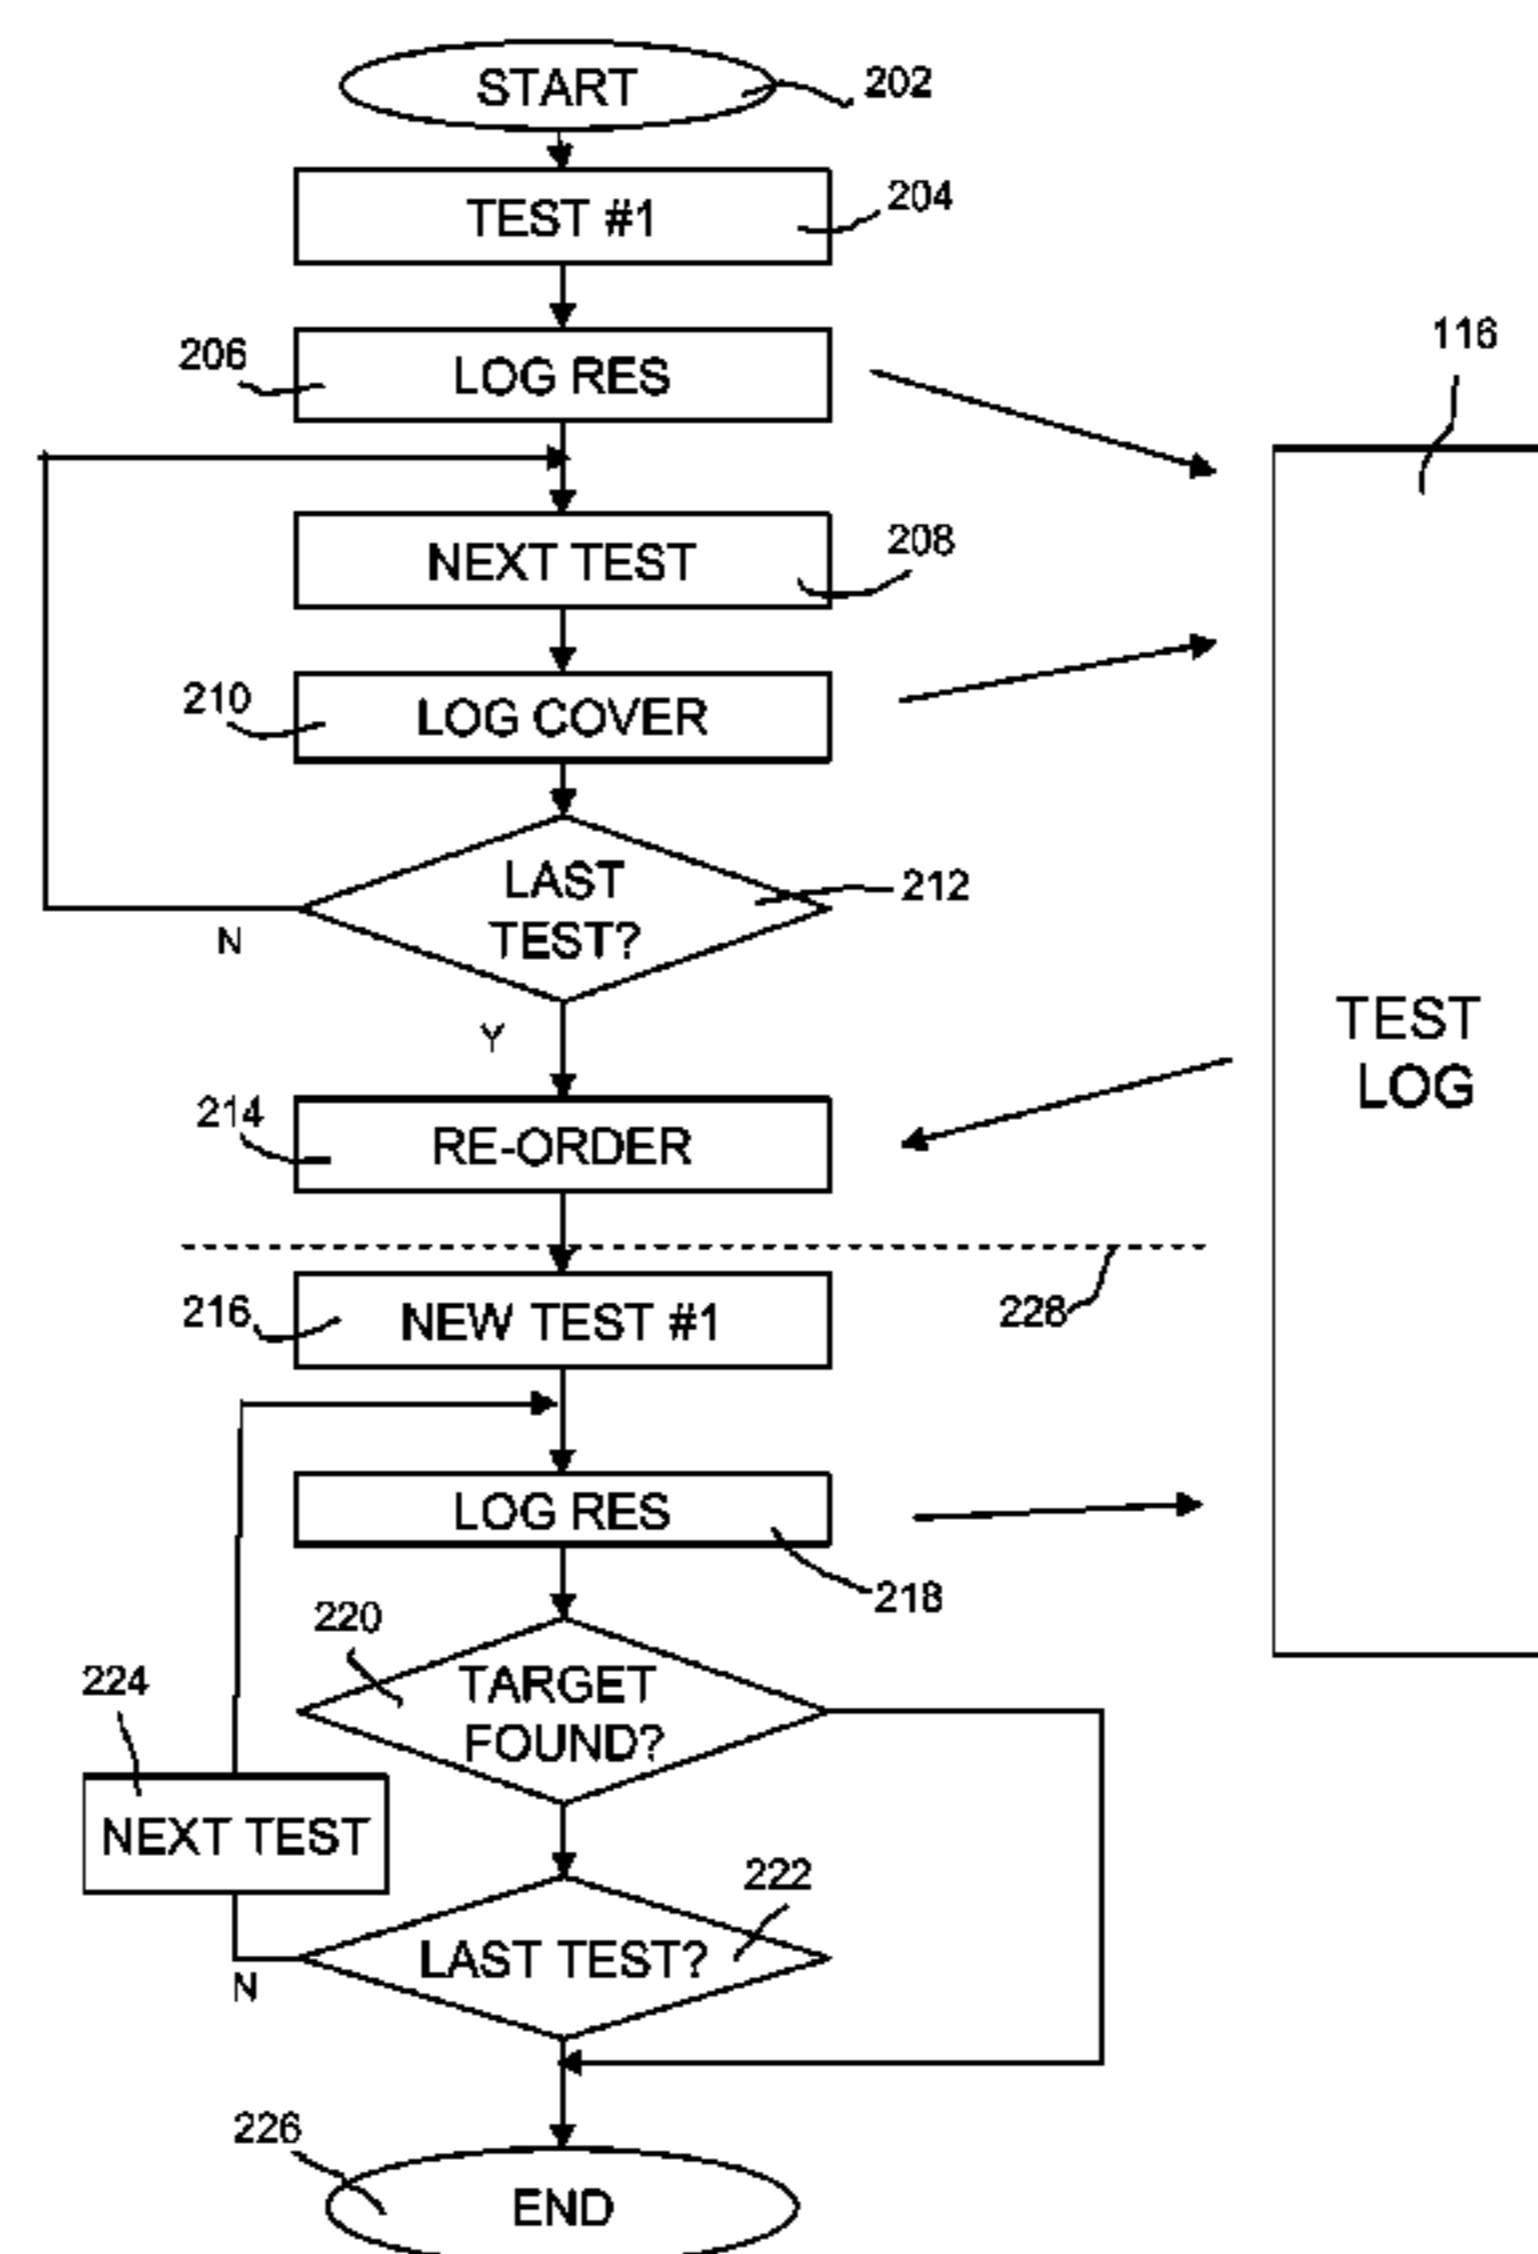 START
202
TEST #1
204
206
LOG RES
116
NEXT TEST
208
210
LOG COVER
LAST
TEST?
212
N
Y
TEST
LOG
214
RE-ORDER
216
NEW TEST #1
228
LOG RES
218
220
TARGET
FOUND?
224
NEXT TEST
222
LAST TEST?
N
226
END